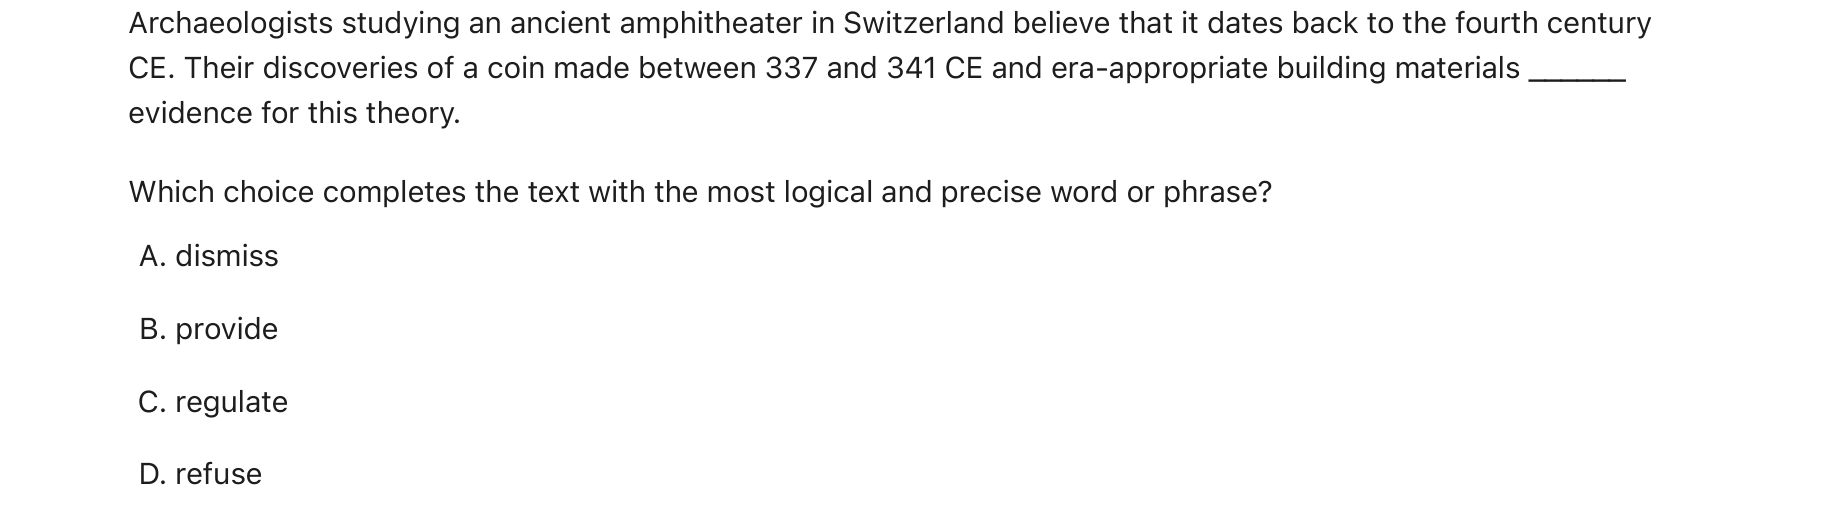 Archaeologists studying an ancient amphitheater in Switzerland believe that it dates back to the fourth century
CE. Their discoveries of a coin made between 337 and 341 CE and era-appropriate building materials ______
evidence for this theory.
Which choice completes the text with the most logical and precise word or phrase?
A. dismiss
B. provide
C. regulate
D. refuse